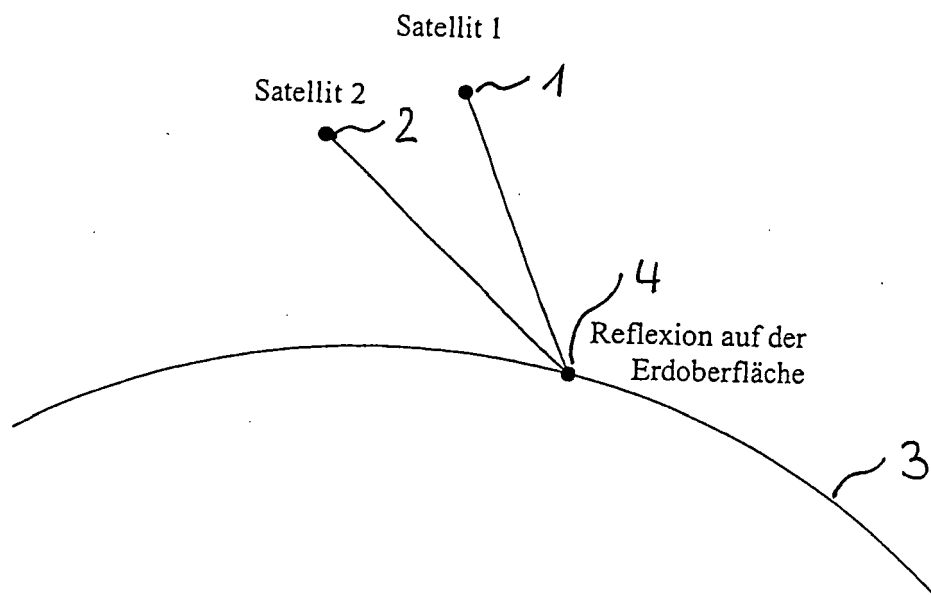 Satellit 1
1
Satellit 2
2
4
Reflexion auf der
Erdoberfläche
3